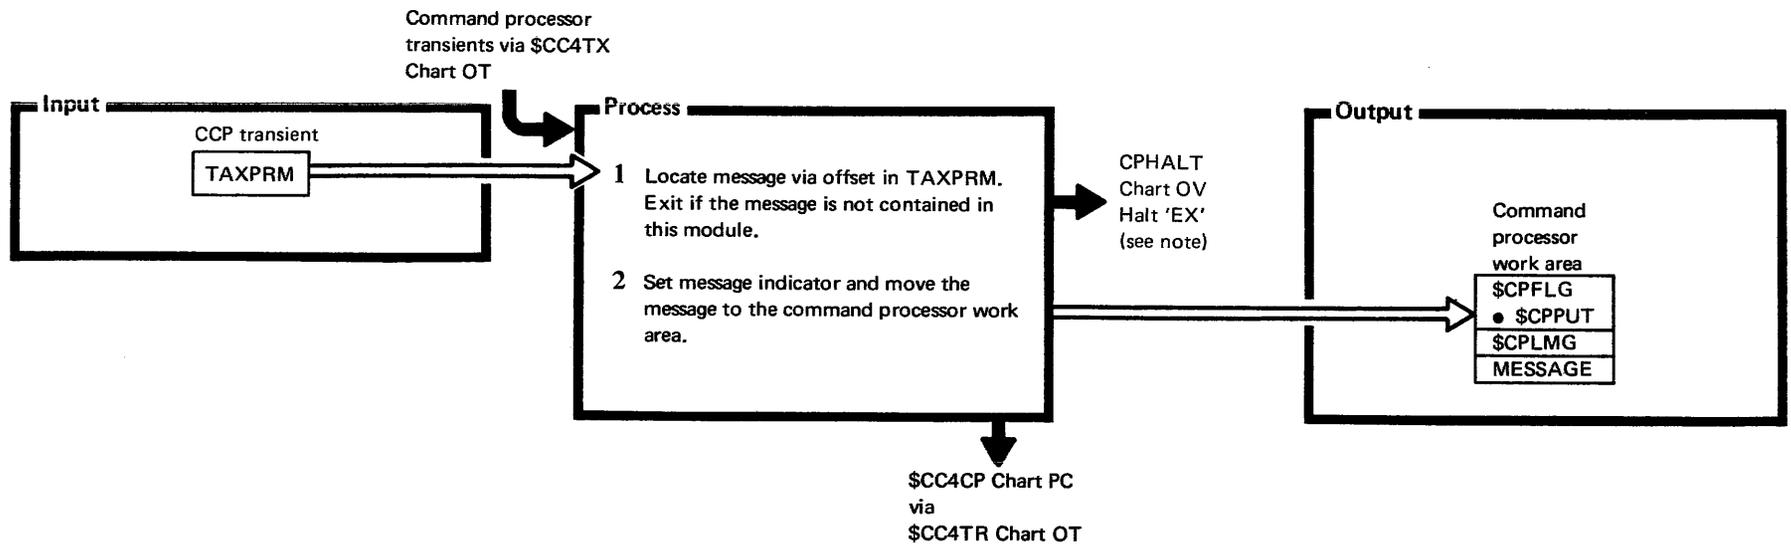 Command processor
transients via $CC4TX
Chart OT
Input
CCP transient
TAXPRM
Process
1 Locate message via offset in TAXPRM.
Exit if the message is not contained in
this module.
2 Set message indicator and move the
message to the command processor work
area.
CPHALT
Chart OV
Halt 'EX'
(see note)
$CC4CP Chart PC
via
$CC4TR Chart OT
Output
Command
processor
work area
$CPFLG
● $CPPUT
$CPLMG
MESSAGE